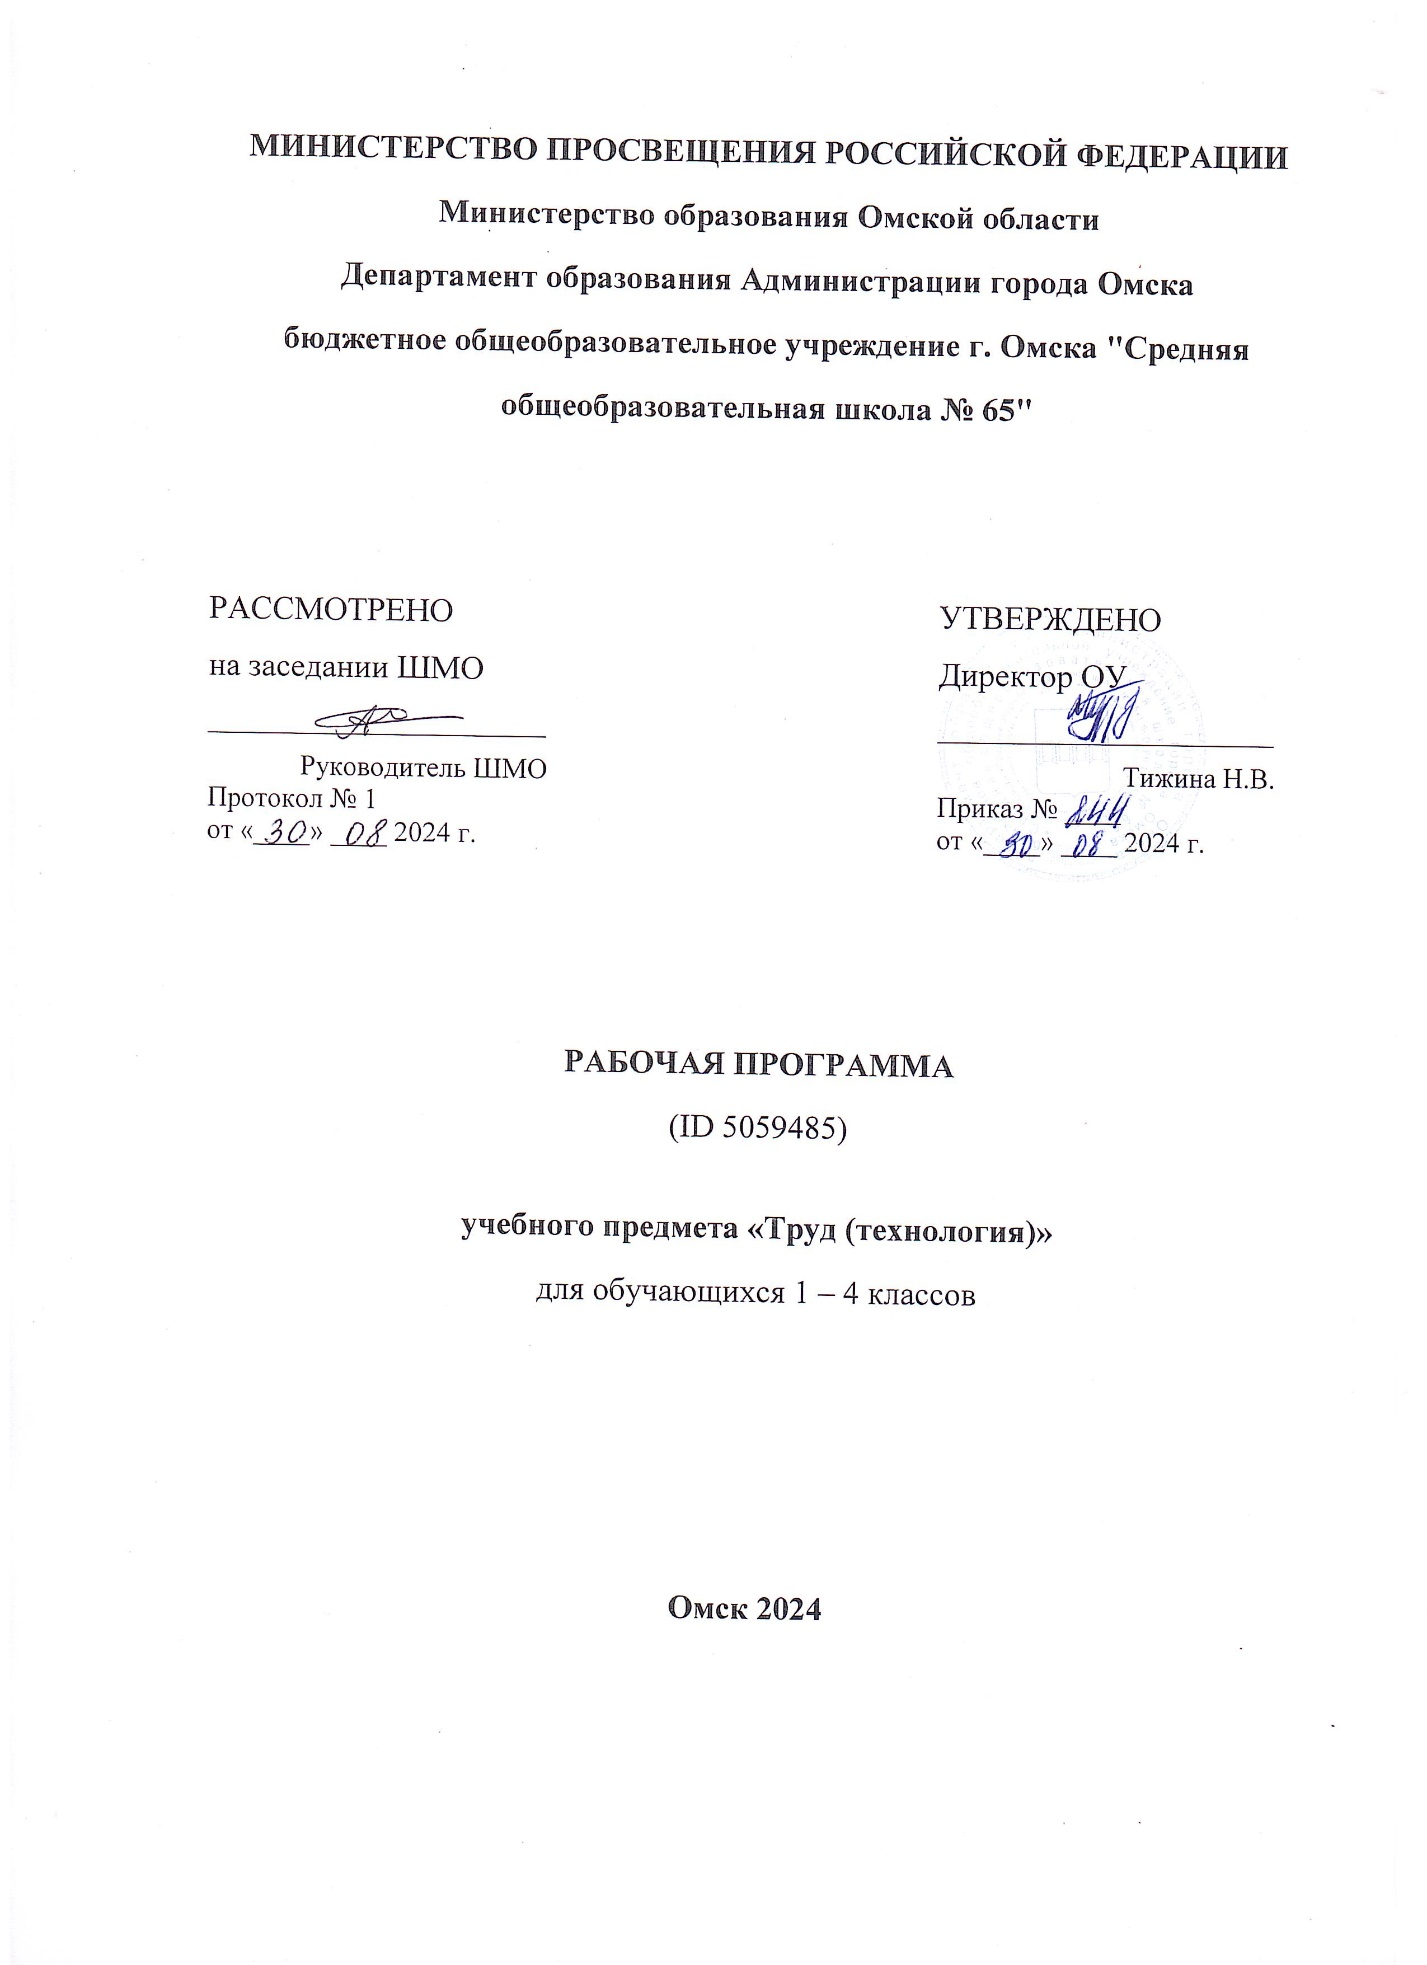 МИНИСТЕРСТВО ПРОСВЕЩЕНИЯ РОССИЙСКОЙ ФЕДЕРАЦИИ
Министерство образования Омской области
Департамент образования Администрации города Омска
бюджетное общеобразовательное учреждение г. Омска "Средняя
общеобразовательная школа № 65"
РАССМОТРЕНО
на заседании ШМО
Руководитель ШМО
Протокол № 1
от «30» 08 2024 г.
УТВЕРЖДЕНО
Директор ОУ
Тижина Н.В.
Приказ № 244
от «30» 08 2024 г.
РАБОЧАЯ ПРОГРАММА
(ID 5059485)
учебного предмета «Труд (технология)»
для обучающихся 1 – 4 классов
Омск 2024